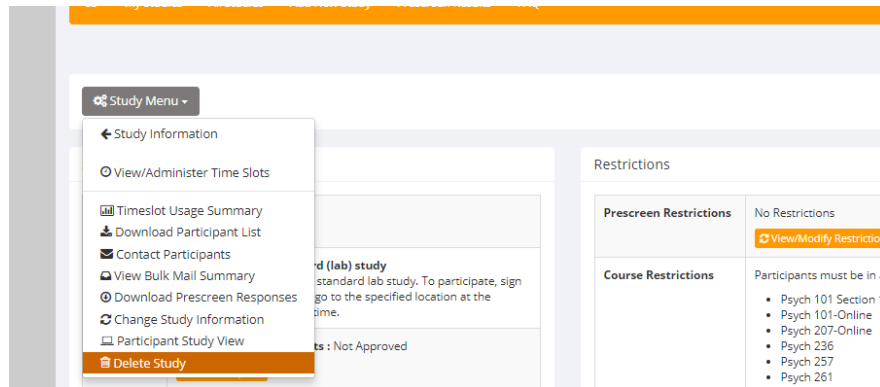 Study Menu
Study Information
View/Administer Time Slots
Timeslot Usage Summary
Download Participant List
Contact Participants
View Bulk Mail Summary
Download Prescreen Responses
Change Study Information
Participant Study View
Delete Study
(lab) study
standard lab study. To participate, sign
go to the specified location at the
time.
: Not Approved
Restrictions
Prescreen Restrictions
No Restrictions
View/Modify
Course Restrictions
Participants must be in
Psych 101 Section
Psych 101-Online
Psych 207-Online
Psych 236
Psych 257
Psych 261